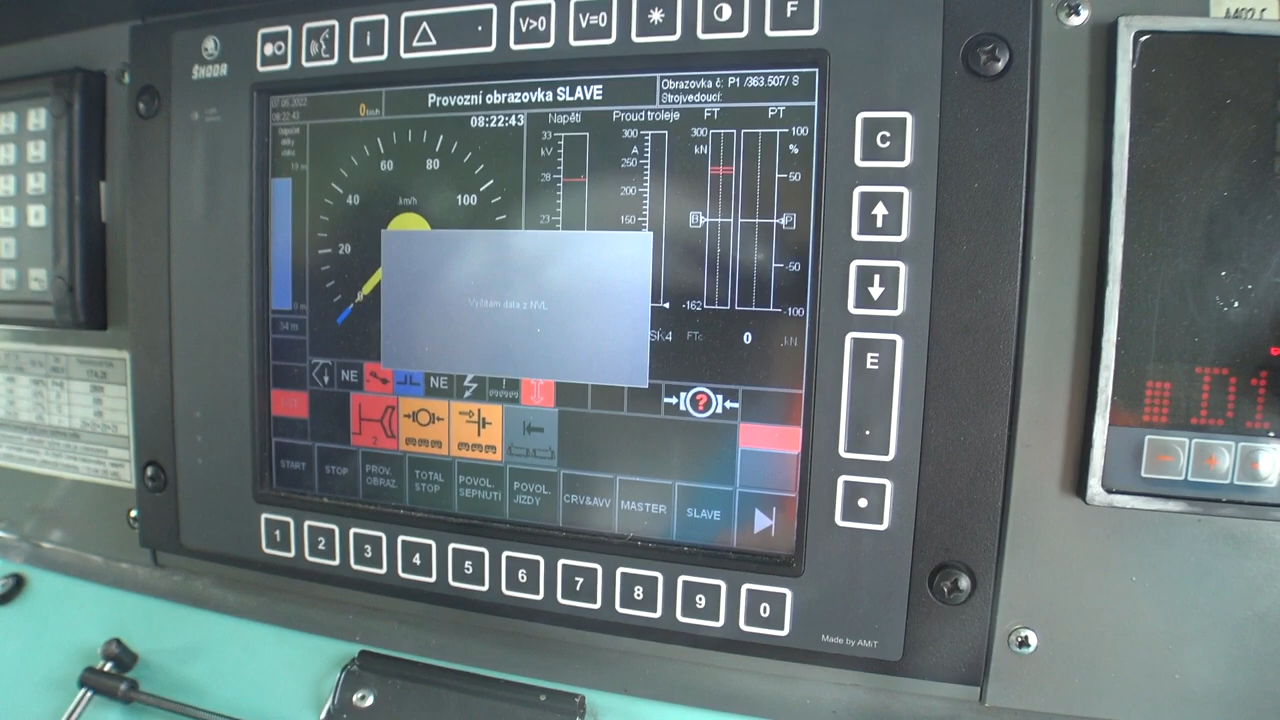 V>0
V=0
F
ŠKODA
07.06.2022
08:22:43
0 km/h
Provozní obrazovka SLAVE
Obrazovka č: P1 /363.507/ S
Strojvedoucí:
08:22:43
Napětí
Proud troleje
FT
PT
33
kV
28
23
300
A
250
200
150
300
kN
-162
100
%
50
-50
-100
B
P
20
40
60
80
100
km/h
0
0 m
34 m
Vyčítám data z NVL
SK4
0
kN
NE
NE
?
2
START
STOP
PROV.
OBRAZ.
TOTAL
STOP
POVOL.
SEPNUTI
POVOL.
JÍZDY
CRV&AVV
MASTER
SLAVE
C
E
1
2
3
4
5
6
7
8
9
0
Made by AMiT
D1